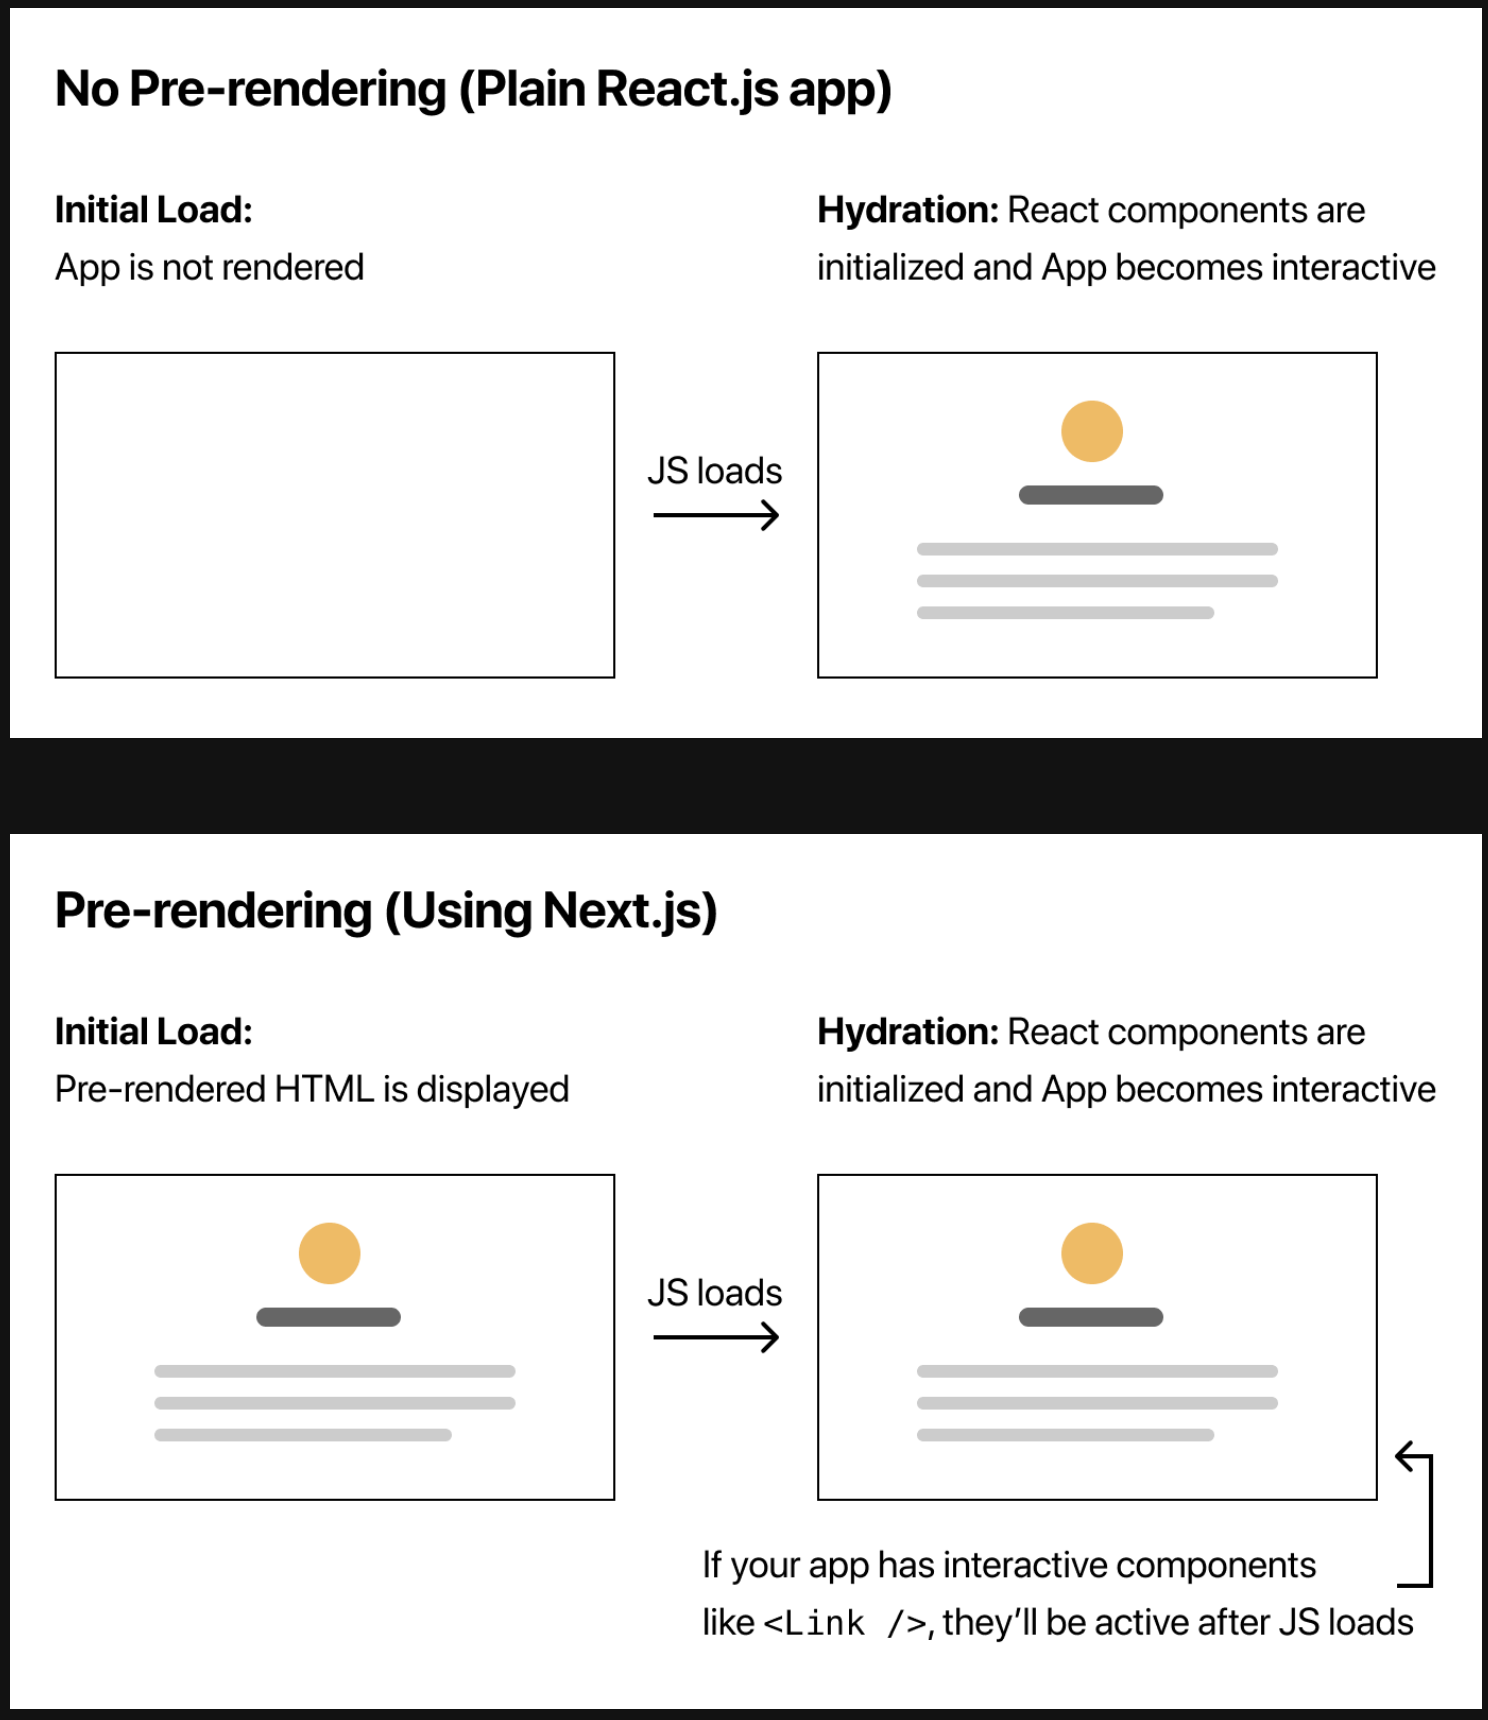 No Pre-rendering (Plain React.js app)
Initial Load:
App is not rendered
Hydration: React components are
initialized and App becomes interactive
JS loads
Pre-rendering (Using Next.js)
Initial Load:
Pre-rendered HTML is displayed
Hydration: React components are
initialized and App becomes interactive
JS loads
If your app has interactive components
like <Link />, they’ll be active after JS loads